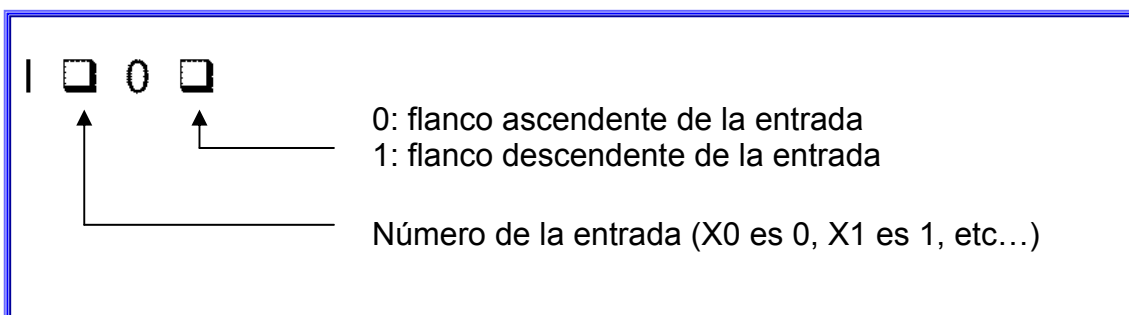 I ❑ 0 ❑
0: flanco ascendente de la entrada
1: flanco descendente de la entrada
Número de la entrada (X0 es 0, X1 es 1, etc…)